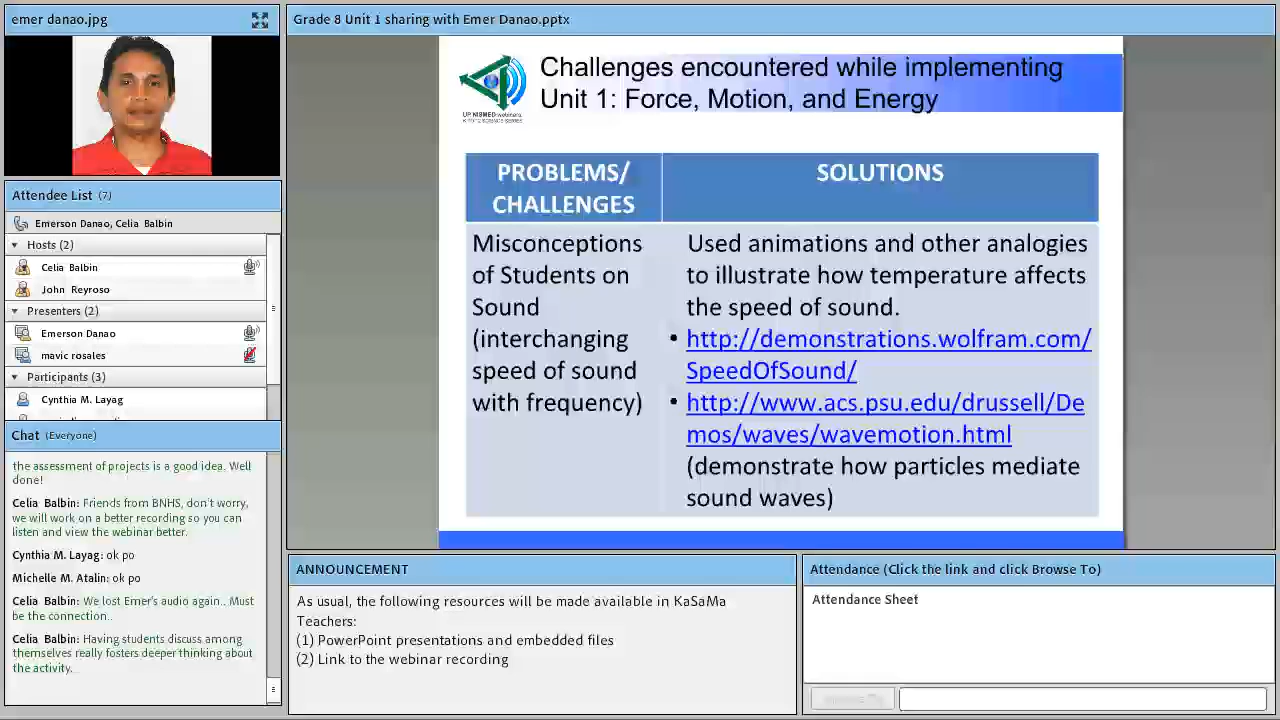 emer danao.jpg
Attendee List (7)
Emerson Danao, Celia Balbin
Hosts (2)
Celia Balbin
John Reyroso
Presenters (2)
Emerson Danao
mavic rosales
Participants (3)
Cynthia M. Layag
Chat (Everyone)
the assessment of projects is a good idea. Well
done!
Celia Balbin: Friends from BNHS, don't worry,
we will work on a better recording so you can
listen and view the webinar better.
Cynthia M. Layag: ok po
Michelle M. Atalin: ok po
Celia Balbin: We lost Emer's audio again.. Must
be the connection..
Celia Balbin: Having students discuss among
themselves really fosters deeper thinking about
the activity.
Grade 8 Unit 1 sharing with Emer Danao.pptx
UP NISMED webinars
Challenges encountered while implementing
Unit 1: Force, Motion, and Energy
PROBLEMS/
CHALLENGES
SOLUTIONS
Misconceptions
of Students on
Sound
(interchanging
speed of sound
with frequency)
Used animations and other analogies
to illustrate how temperature affects
the speed of sound.
• http://demonstrations.wolfram.com/
SpeedOfSound/
• http://www.acs.psu.edu/drussell/De
mos/waves/wavemotion.html
(demonstrate how particles mediate
sound waves)
ANNOUNCEMENT
As usual, the following resources will be made available in KaSaMa
Teachers:
(1) PowerPoint presentations and embedded files
(2) Link to the webinar recording
Attendance (Click the link and click Browse To)
Attendance Sheet
Browse To